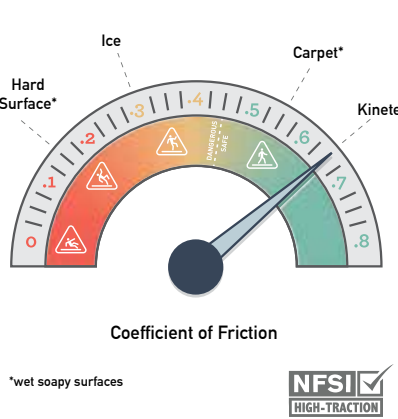 Ice
Carpet*
Hard
Surface*
Kinete
0
.1
.2
.3
.4
.5
.6
.7
.8
DANGEROUS
SAFE
Coefficient of Friction
*wet soapy surfaces
NFSI
HIGH-TRACTION